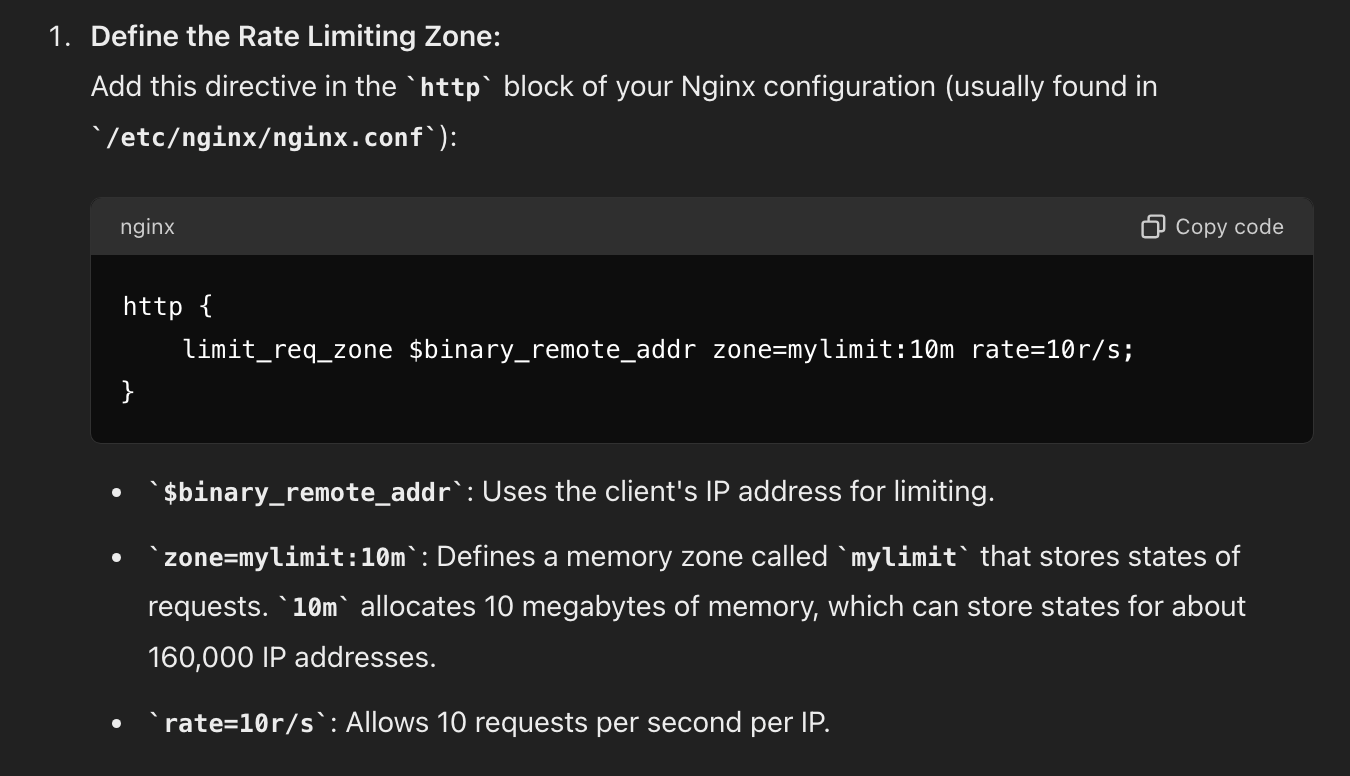 1. Define the Rate Limiting Zone:
Add this directive in the `http` block of your Nginx configuration (usually found in
`/etc/nginx/nginx.conf`):
nginx
Copy code
http {
    limit_req_zone $binary_remote_addr zone=mylimit:10m rate=10r/s;
}
• `$binary_remote_addr`: Uses the client's IP address for limiting.
• `zone=mylimit:10m`: Defines a memory zone called `mylimit` that stores states of
requests. `10m` allocates 10 megabytes of memory, which can store states for about
160,000 IP addresses.
• `rate=10r/s`: Allows 10 requests per second per IP.